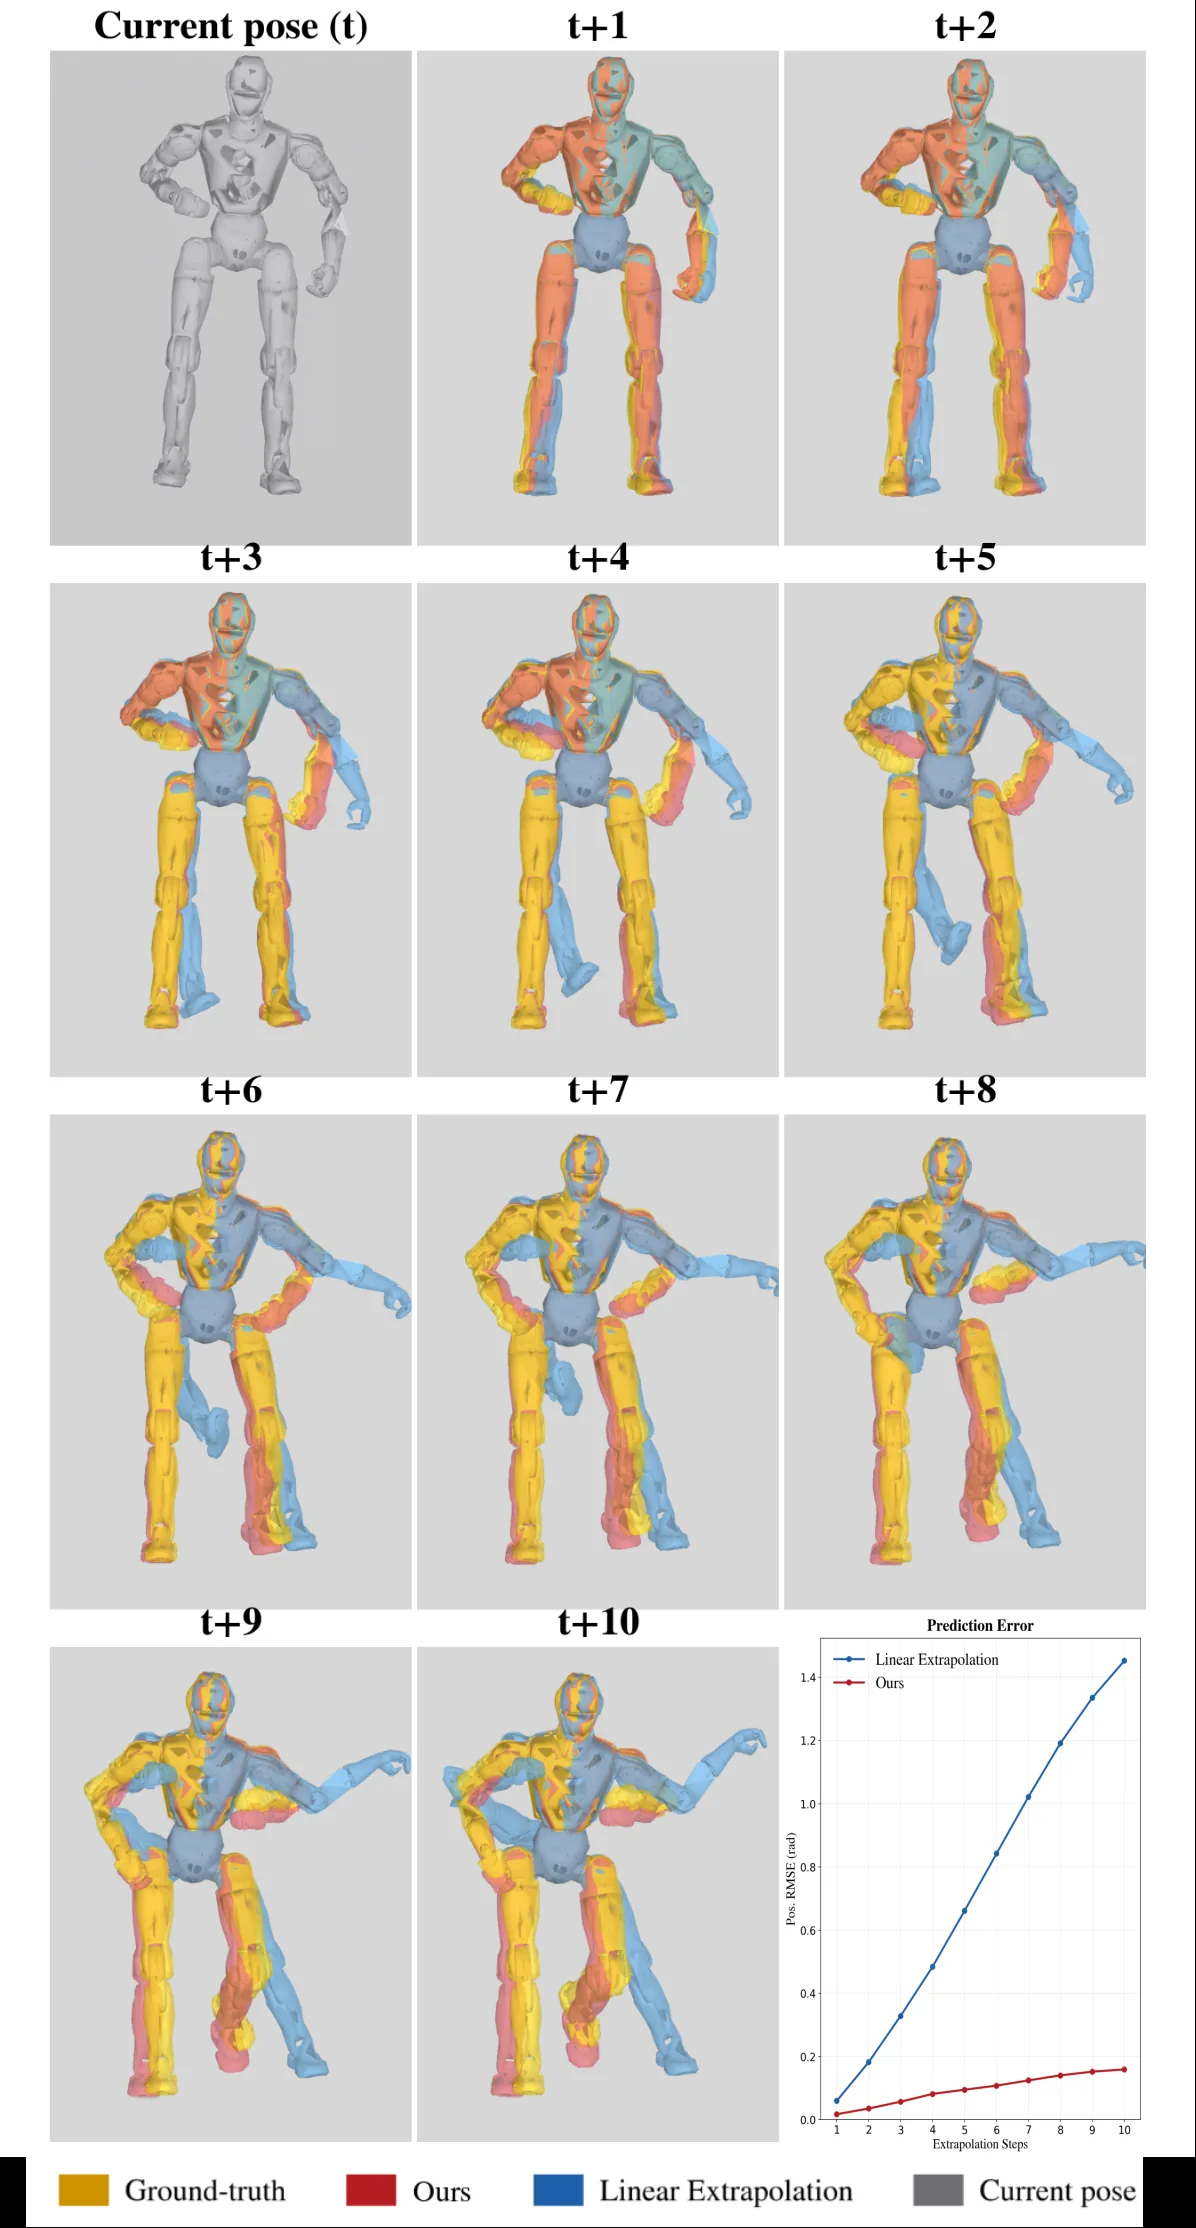 Current pose (t)
t+1
t+2
t+3
t+4
t+5
t+6
t+7
t+8
t+9
t+10
Prediction Error
Linear Extrapolation
Ours
1.4
1.2
1.0
0.8
0.6
0.4
0.2
0.0
Pos. RMSE (rad)
1 2 3 4 5 6 7 8 9 10
Extrapolation Steps
Ground-truth Ours Linear Extrapolation Current pose